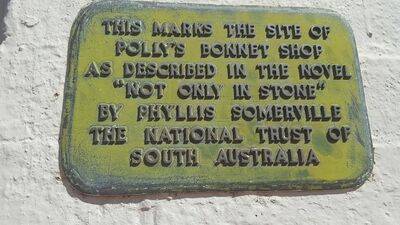 THIS MARKS THE SITE OF
POLLY'S BONNET SHOP
AS DESCRIBED IN THE NOVEL
"NOT ONLY IN STONE"
BY PHYLLIS SOMERVILLE
THE NATIONAL TRUST OF
SOUTH AUSTRALIA